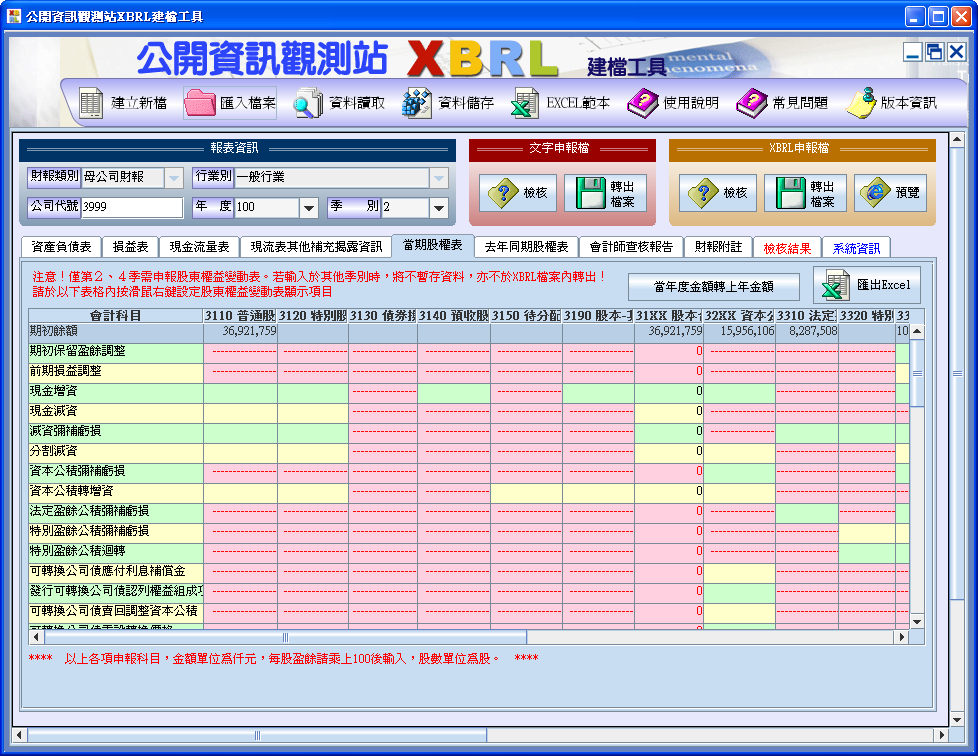 公開資訊觀測站XBRL建檔工具
公開資訊觀測站 XBRL 建檔工具
mental
enomena
建立新檔 匯入檔案 資料讀取 資料儲存 EXCEL範本 使用說明 常見問題 版本資訊
報表資訊 文字申報檔 XBRL申報檔
財報類別 母公司財報 行業別 一般行業
公司代號 3999 年 度 100 季 別 2
檢核 轉出檔案 檢核 轉出檔案 預覽
資產負債表 損益表 現金流量表 現流表其他補充揭露資訊 當期股權表 去年同期股權表 會計師查核報告 財報附註 檢核結果 系統資訊
注意！僅第２、４季需申報股東權益變動表。若輸入於其他季別時，將不暫存資料，亦不於XBRL檔案內轉出！
請於以下表格內按滑鼠右鍵設定股東權益變動表顯示項目
當年度金額轉上年金額 匯出Excel
會計科目 3110 普通股 3120 特別股 3130 債券 3140 預收股 3150 待分配 3190 股本- 31XX 股本 32XX 資本公 3310 法定 3320 特別 33
期初餘額 36,921,759 36,921,759 15,956,106 8,287,508 10
期初保留盈餘調整 0
前期損益調整 0
現金增資 0
現金減資 0
減資彌補虧損 0
分割減資 0
資本公積彌補虧損 0
資本公積轉增資 0
法定盈餘公積彌補虧損 0
特別盈餘公積彌補虧損 0
特別盈餘公積迴轉 0
可轉換公司債應付利息補償金 0
發行可轉換公司債認列權益組成項 0
可轉換公司債賣回調整資本公積 0
**** 以上各項申報科目，金額單位為仟元，每股盈餘請乘上100後輸入，股數單位為股。 ****